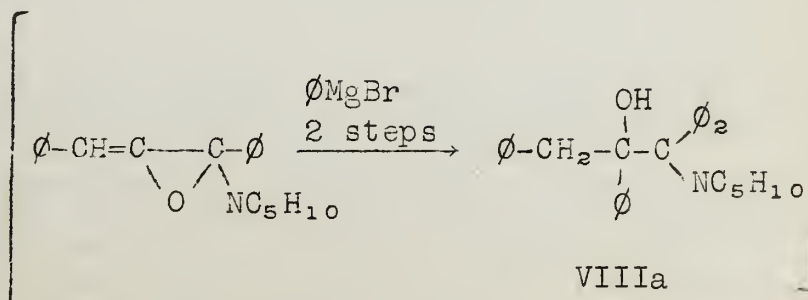 øMgBr
2 steps
ø-CH=C—C-ø
O NC₅H₁₀
OH
ø₂
ø-CH₂-C-C
ø NC₅H₁₀
VIIIa